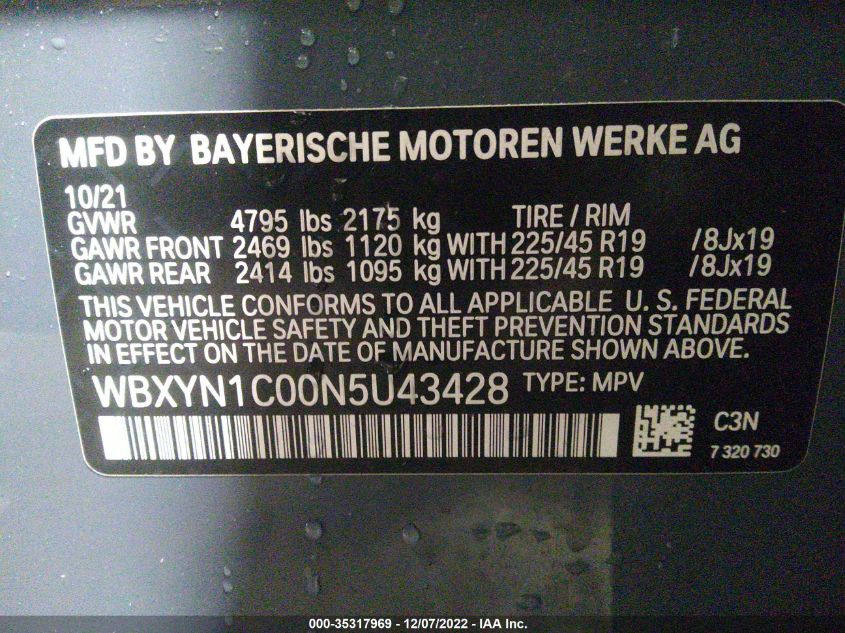 MFD BY BAYERISCHE MOTOREN WERKE AG
10/21
GVWR 4795 lbs 2175 kg TIRE / RIM
GAWR FRONT 2469 lbs 1120 kg WITH 225/45 R19 /8Jx19
GAWR REAR 2414 lbs 1095 kg WITH 225/45 R19 /8Jx19
THIS VEHICLE CONFORMS TO ALL APPLICABLE U. S. FEDERAL
MOTOR VEHICLE SAFETY AND THEFT PREVENTION STANDARDS
IN EFFECT ON THE DATE OF MANUFACTURE SHOWN ABOVE.
WBXYN1C00N5U43428 TYPE: MPV
C3N
7 320 730
000-35317969 - 12/07/2022 - IAA Inc.